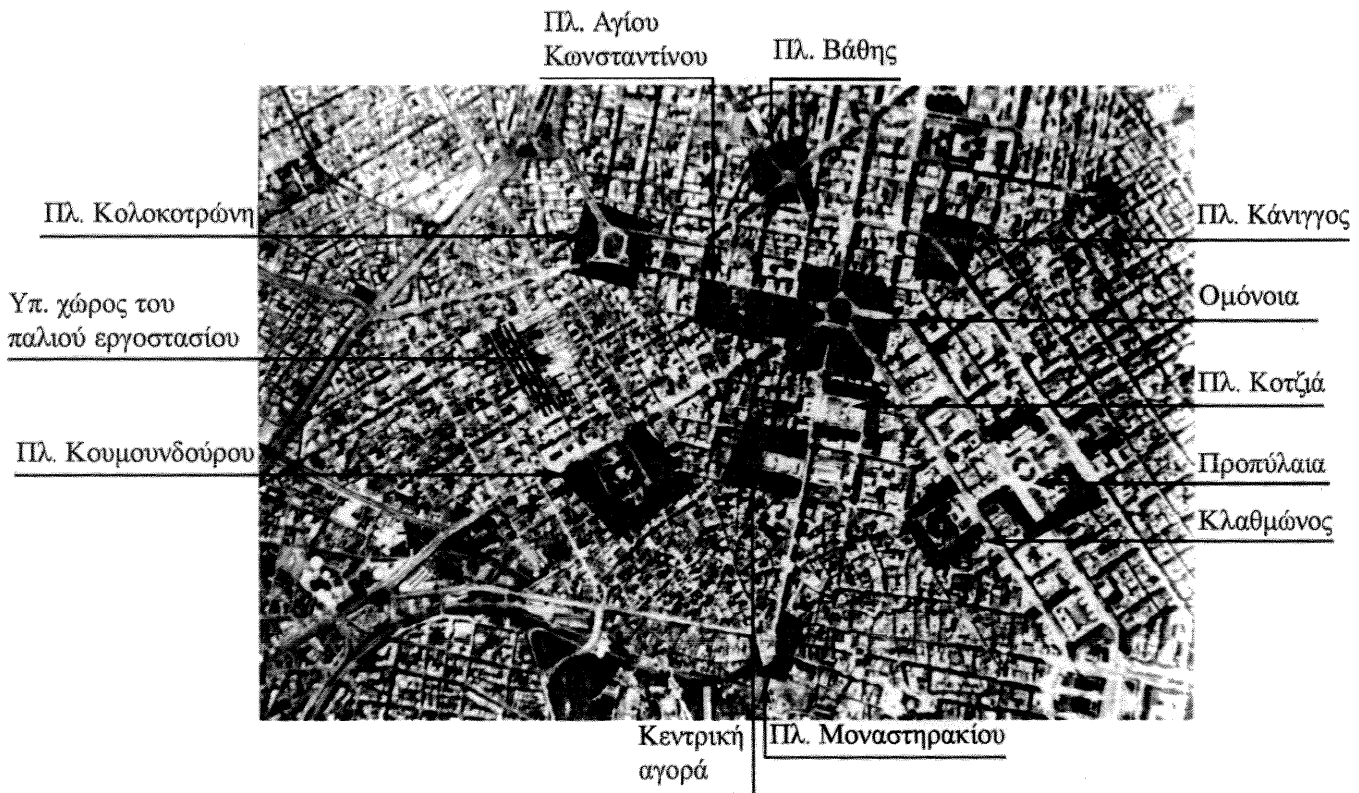 Πλ. Αγίου
Κωνσταντίνου
Πλ. Βάθης
Πλ. Κολοκοτρώνη
Πλ. Κάνιγγος
Υπ. χώρος του
παλιού εργοστασίου
Ομόνοια
Πλ. Κοτζιά
Πλ. Κουμουνδούρου
Προπύλαια
Κλαθμώνος
Κεντρική
αγορά
Πλ. Μοναστηρακίου